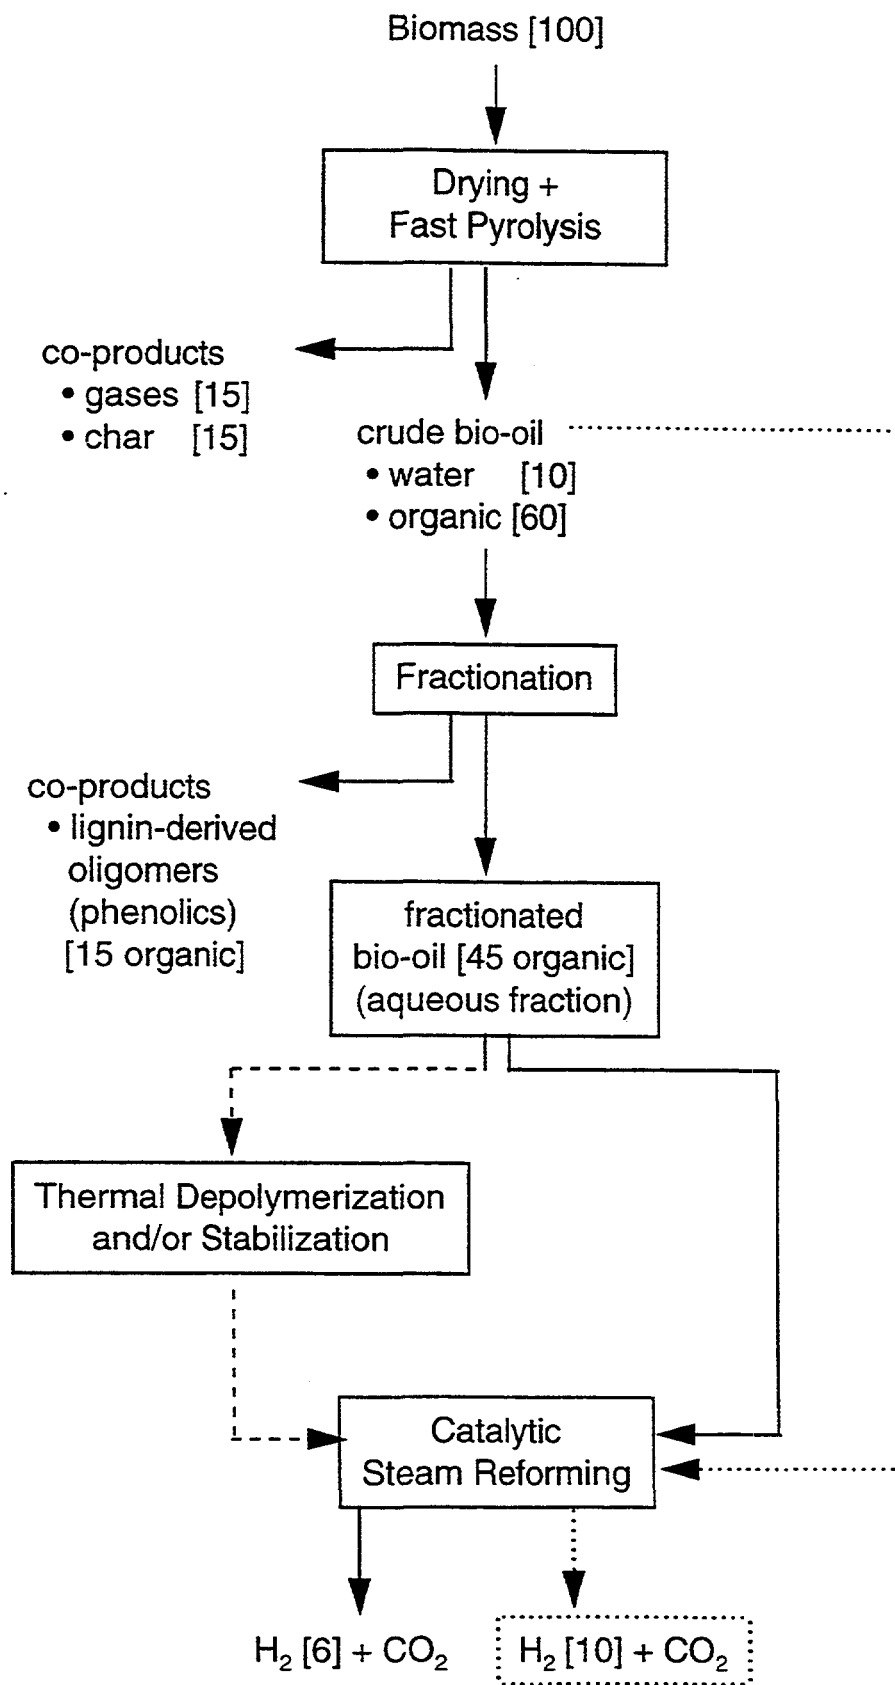 Biomass [100]
Drying +
Fast Pyrolysis
co-products
• gases [15]
• char [15]
crude bio-oil
• water [10]
• organic [60]
Fractionation
co-products
• lignin-derived
oligomers
(phenolics)
[15 organic]
fractionated
bio-oil [45 organic]
(aqueous fraction)
Thermal Depolymerization
and/or Stabilization
Catalytic
Steam Reforming
H₂ [6] + CO₂
H₂ [10] + CO₂